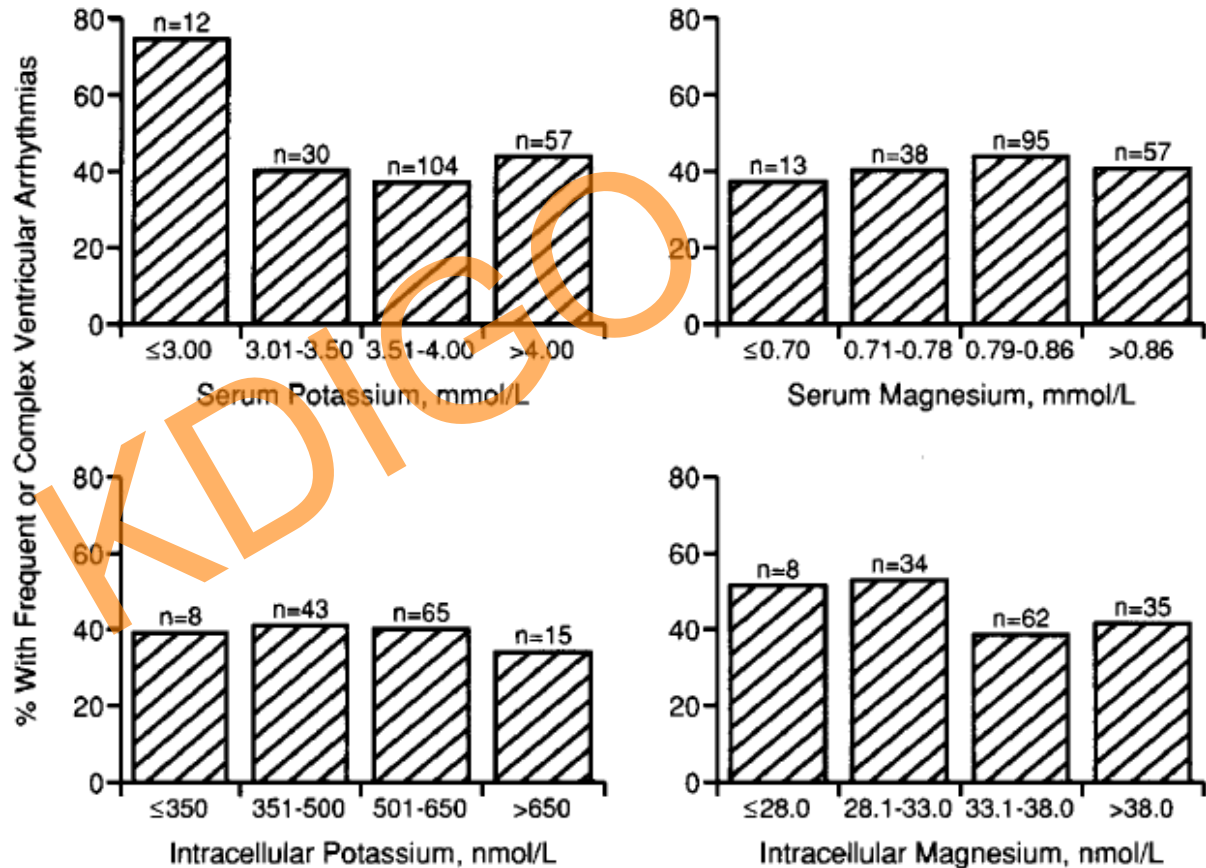 % With Frequent or Complex Ventricular Arrhythmias
80
60
40
20
0
n=12
n=30
n=104
n=57
≤3.00 3.01-3.50 3.51-4.00 >4.00
Serum Potassium, mmol/L
80
60
40
20
0
n=13
n=38
n=95
n=57
≤0.70 0.71-0.78 0.79-0.86 >0.86
Serum Magnesium, mmol/L
80
60
40
20
0
n=8
n=43
n=65
n=15
≤350 351-500 501-650 >650
Intracellular Potassium, nmol/L
80
60
40
20
0
n=8
n=34
n=62
n=35
≤28.0 28.1-33.0 33.1-38.0 >38.0
Intracellular Magnesium, nmol/L
KDIGO